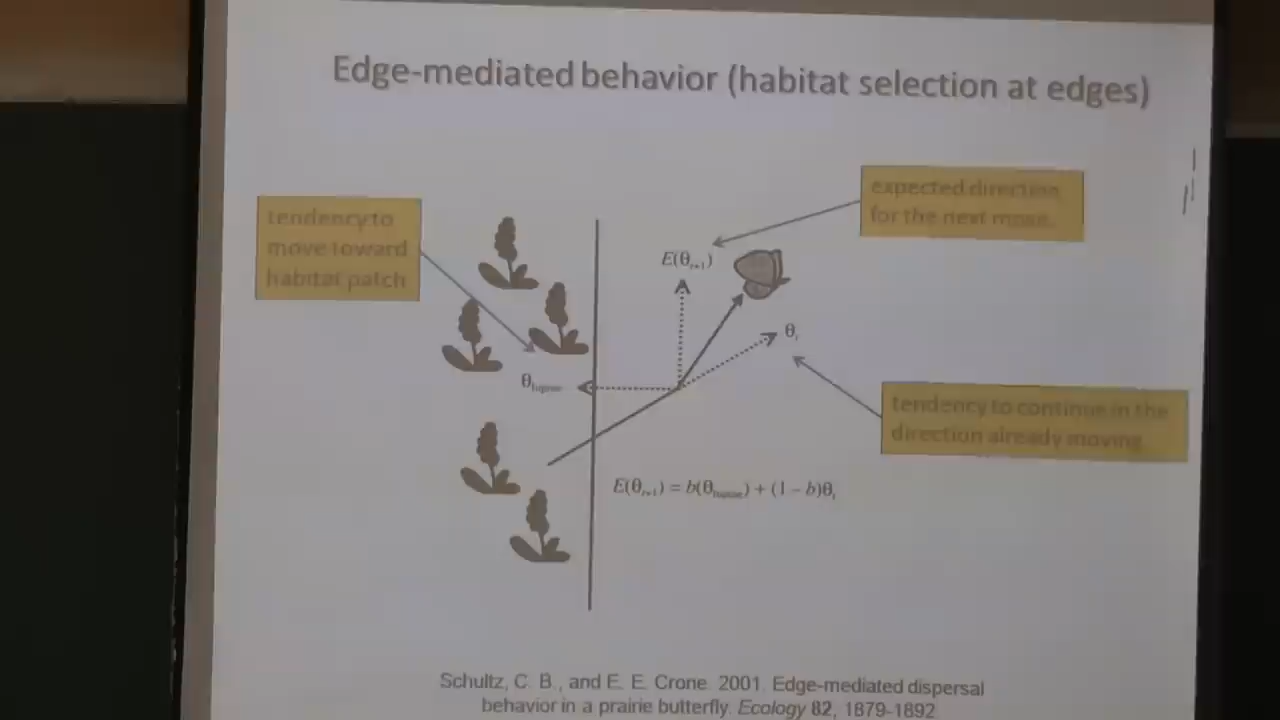 Edge-mediated behavior (habitat selection at edges)
tendency to
move toward
habitat patch
expected direction
for the next move.
E(θₜ₊₁)
θₜ
θ_lupine
tendency to continue in the
direction already moving.
E(θₜ₊₁) = b(θ_lupine) + (1 – b)θₜ
Schultz, C. B., and E. E. Crone. 2001. Edge-mediated dispersal
behavior in a prairie butterfly. Ecology 82, 1879-1892.